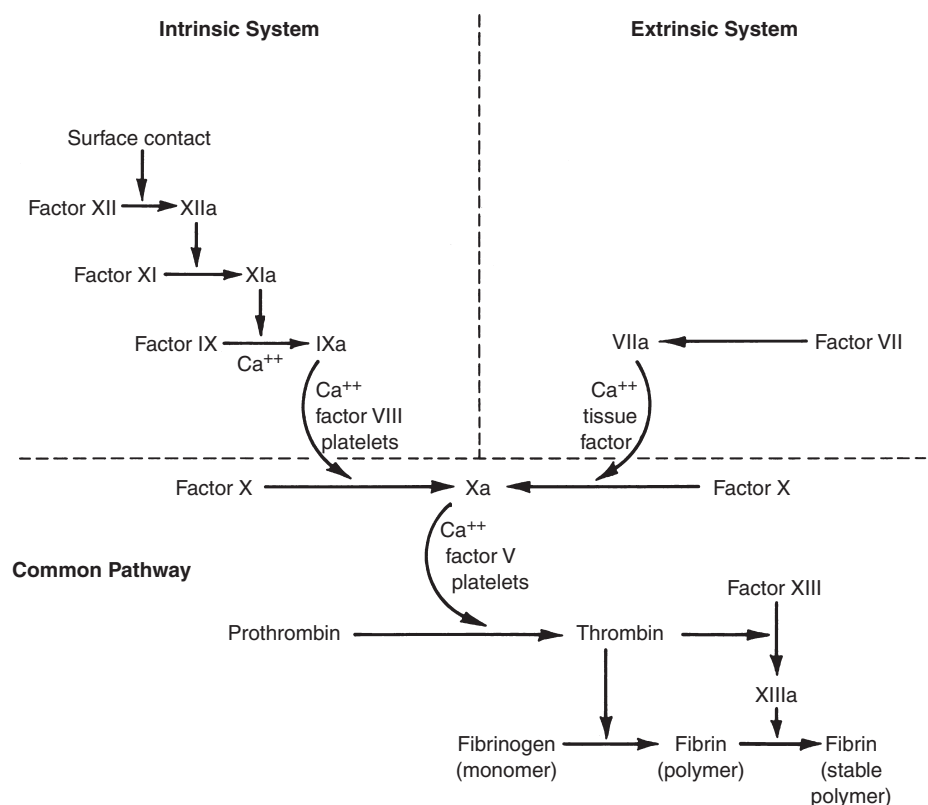 Intrinsic System
Extrinsic System
Surface contact
Factor XII
XIIa
Factor XI
XIa
Factor IX
Ca++
IXa
VIIa
Factor VII
Ca++
factor VIII
platelets
Ca++
tissue
factor
Factor X
Xa
Factor X
Ca++
factor V
platelets
Common Pathway
Factor XIII
Prothrombin
Thrombin
XIIIa
Fibrinogen
(monomer)
Fibrin
(polymer)
Fibrin
(stable
polymer)